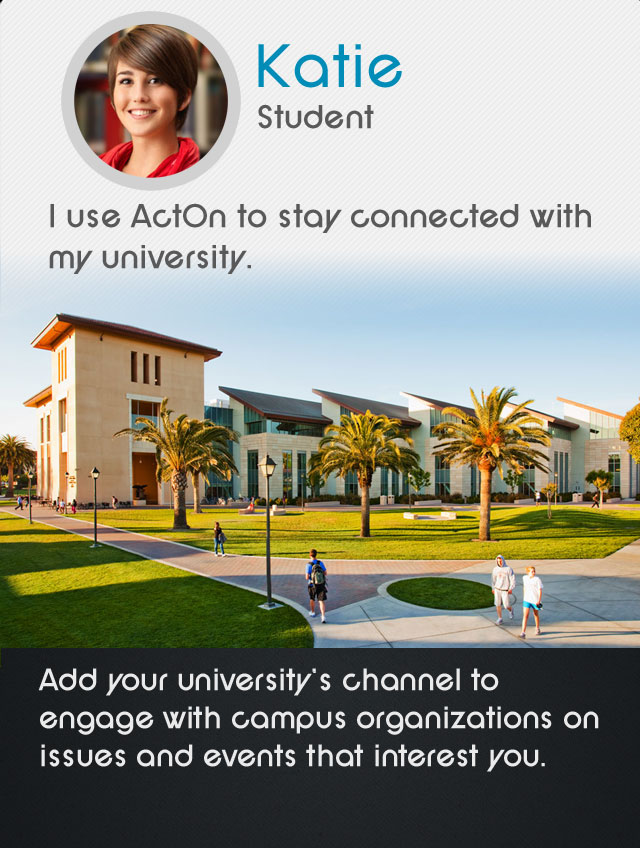 Katie
Student
I use ActOn to stay connected with
my university.
Add your university's channel to
engage with campus organizations on
issues and events that interest you.